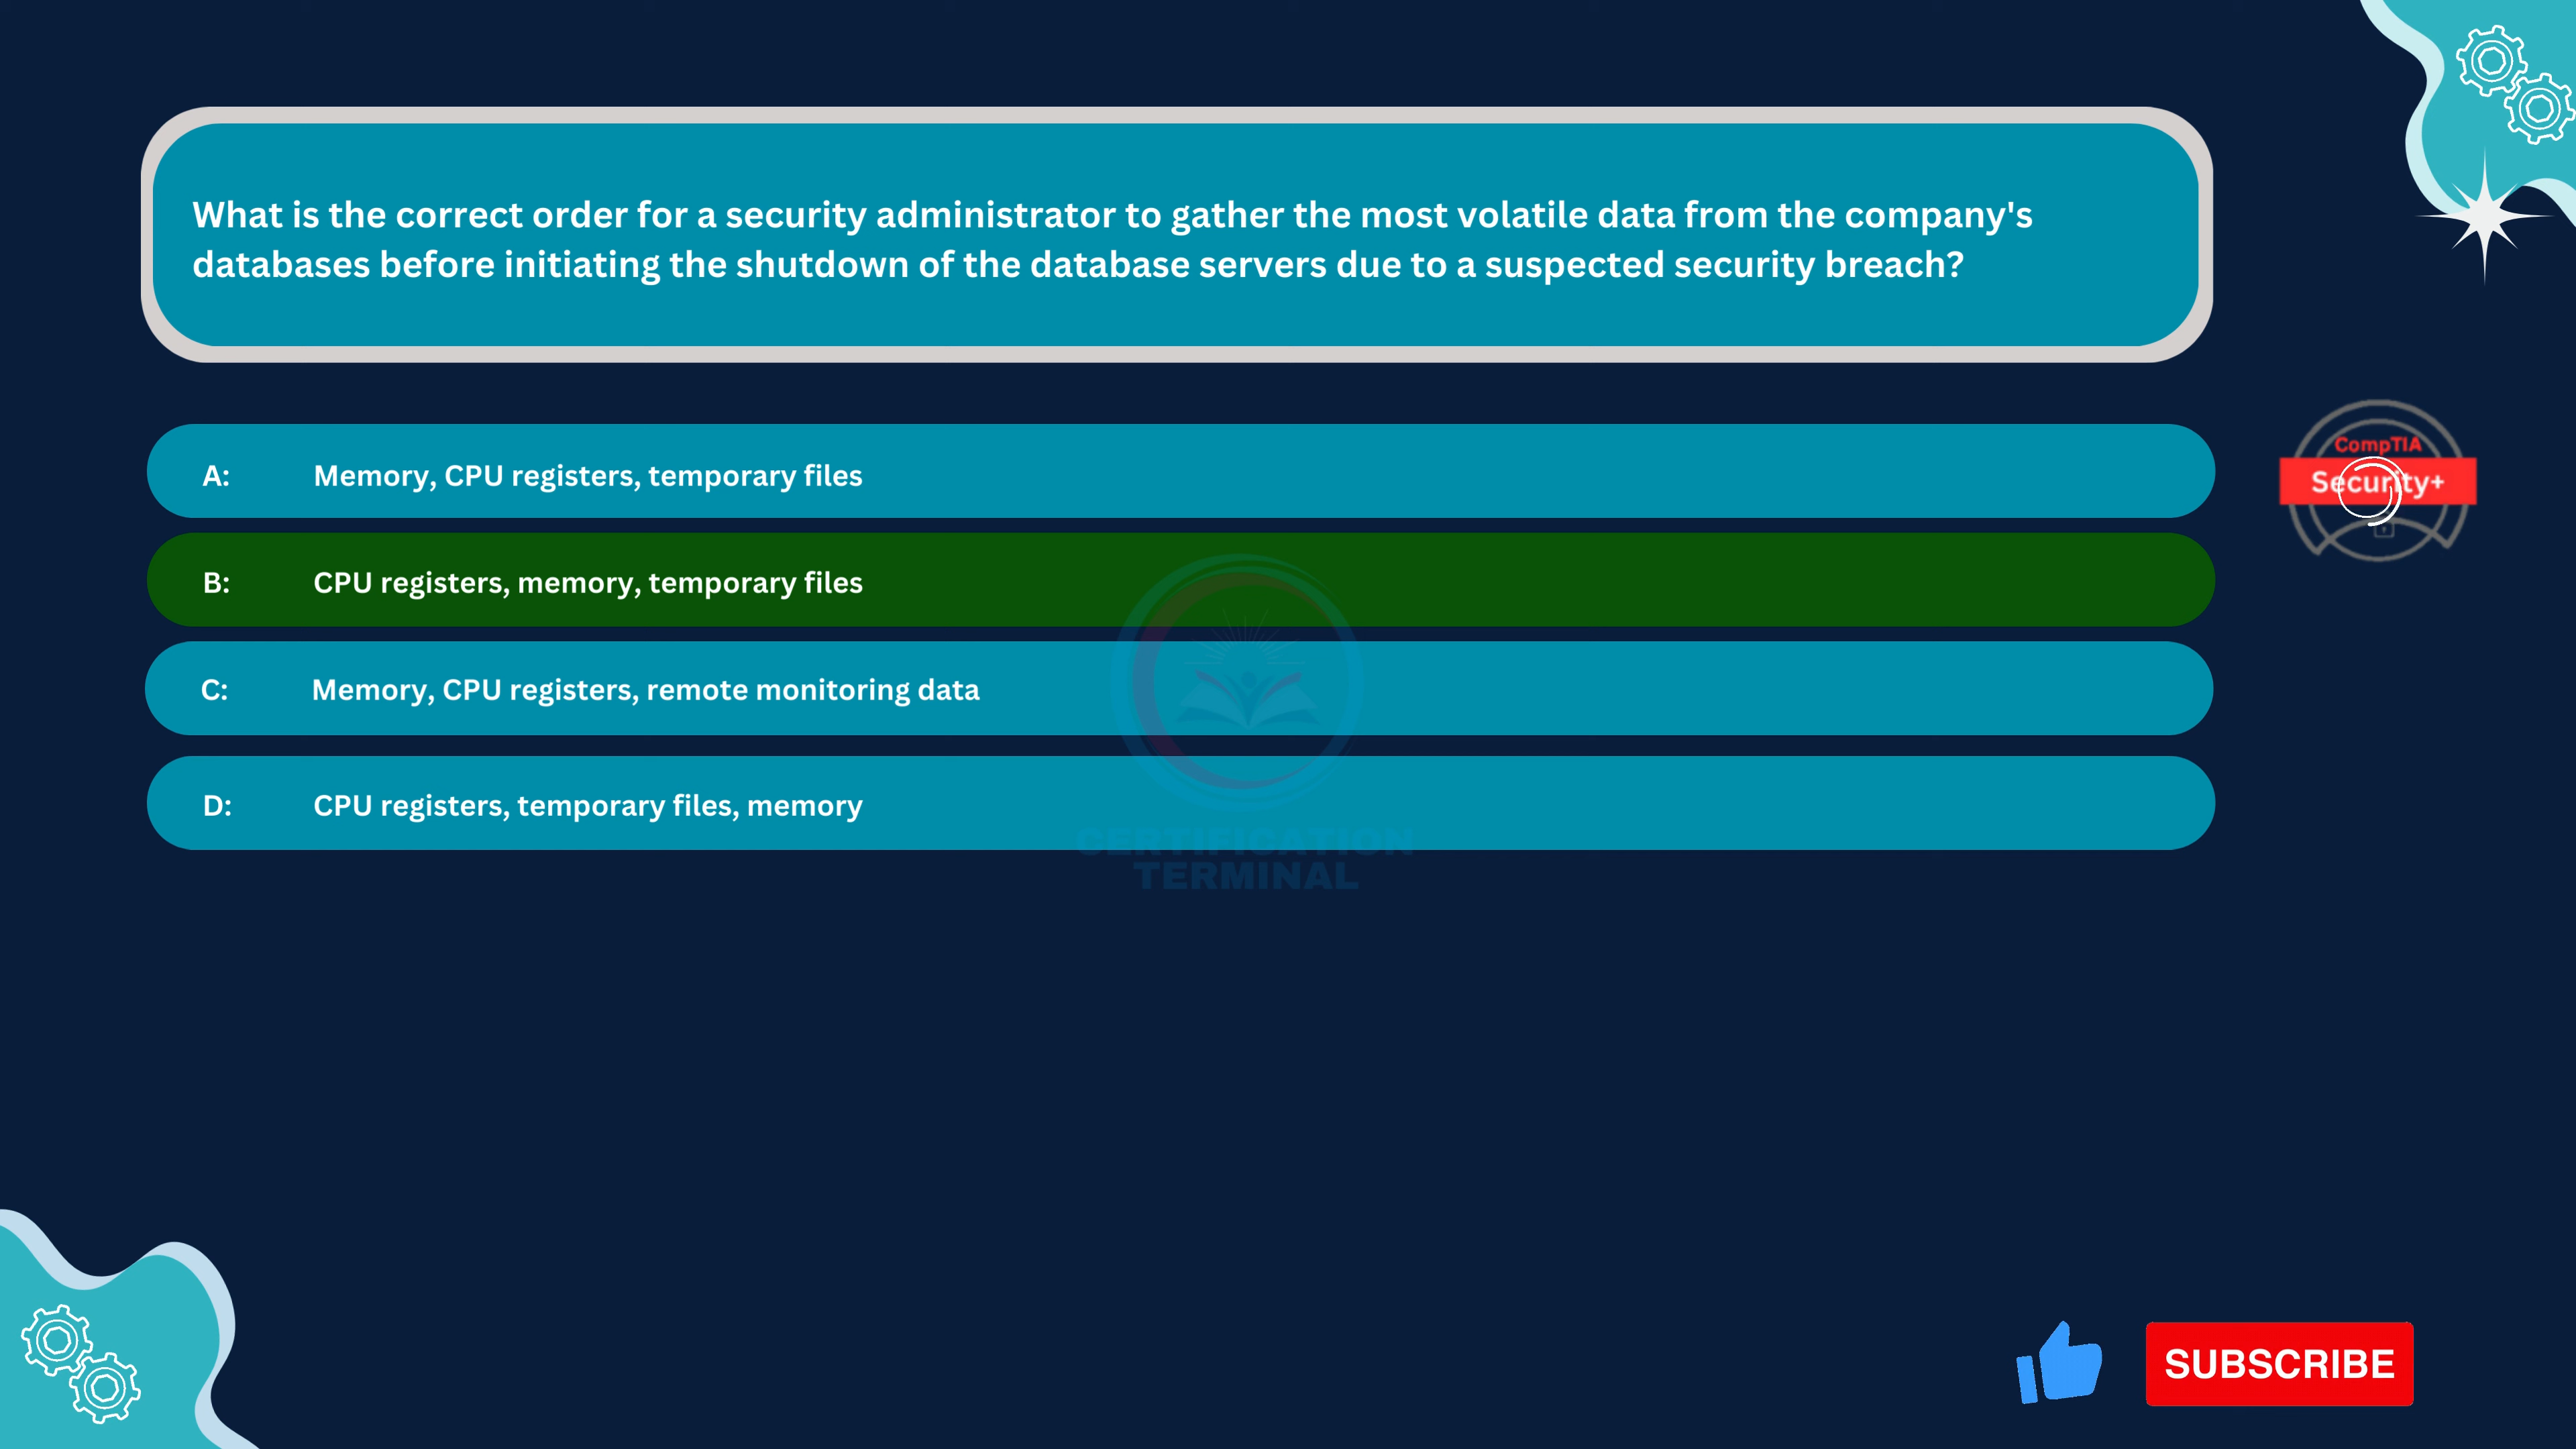 What is the correct order for a security administrator to gather the most volatile data from the company's
databases before initiating the shutdown of the database servers due to a suspected security breach?
A: Memory, CPU registers, temporary files
CompTIA
Security+
B: CPU registers, memory, temporary files
C: Memory, CPU registers, remote monitoring data
D: CPU registers, temporary files, memory
CERTIFICATION
TERMINAL
SUBSCRIBE